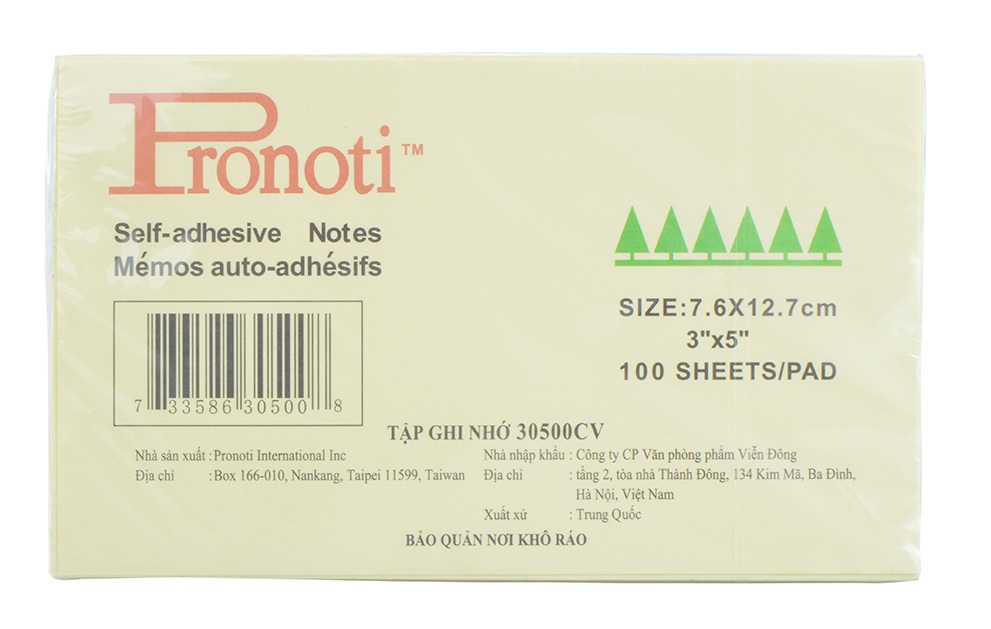 Pronoti™
Self-adhesive Notes
Mémos auto-adhésifs
SIZE:7.6X12.7cm
3"x5"
100 SHEETS/PAD
7 33586 30500 8
TẬP GHI NHỚ 30500CV
Nhà sản xuất : Pronoti International Inc
Địa chỉ : Box 166-010, Nankang, Taipei 11599, Taiwan
Nhà nhập khẩu : Công ty CP Văn phòng phẩm Viễn Đông
Địa chỉ : tầng 2, tòa nhà Thành Đông, 134 Kim Mã, Ba Đình,
Hà Nội, Việt Nam
Xuất xứ : Trung Quốc
BẢO QUẢN NƠI KHÔ RÁO